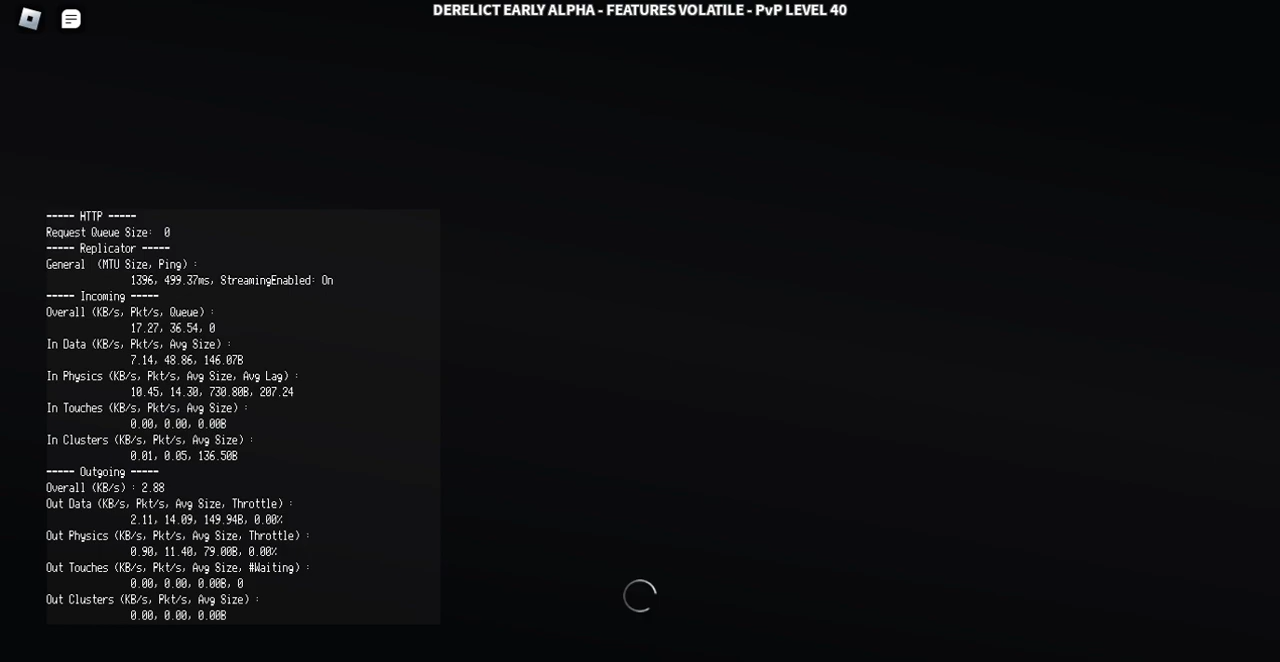 DERELICT EARLY ALPHA - FEATURES VOLATILE - PvP LEVEL 40
----- HTTP -----
Request Queue Size: 0
----- Replicator -----
General (MTU Size, Ping) :
1396, 499.37ms, StreamingEnabled: On
----- Incoming -----
Overall (KB/s, Pkt/s, Queue) :
17.27, 36.54, 0
In Data (KB/s, Pkt/s, Avg Size) :
7.14, 48.86, 146.07B
In Physics (KB/s, Pkt/s, Avg Size, Avg Lag) :
10.45, 14.30, 730.80B, 207.24
In Touches (KB/s, Pkt/s, Avg Size) :
0.00, 0.00, 0.00B
In Clusters (KB/s, Pkt/s, Avg Size) :
0.01, 0.05, 136.50B
----- Outgoing -----
Overall (KB/s) : 2.88
Out Data (KB/s, Pkt/s, Avg Size, Throttle) :
2.11, 14.09, 149.94B, 0.00%
Out Physics (KB/s, Pkt/s, Avg Size, Throttle) :
0.90, 11.40, 79.00B, 0.00%
Out Touches (KB/s, Pkt/s, Avg Size, #Waiting) :
0.00, 0.00, 0.00B, 0
Out Clusters (KB/s, Pkt/s, Avg Size) :
0.00, 0.00, 0.00B